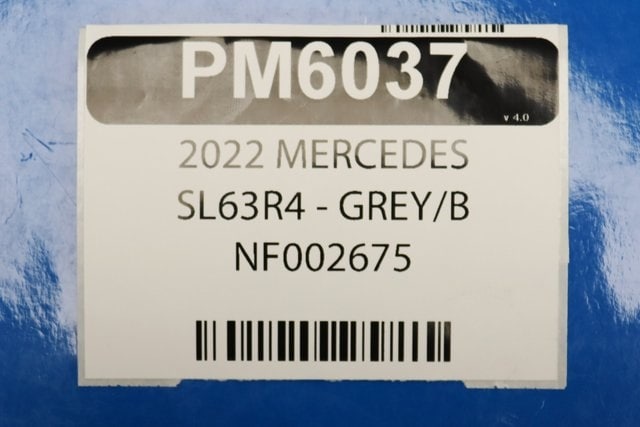 PM6037
v 4.0
2022 MERCEDES
SL63R4 - GREY/B
NF002675